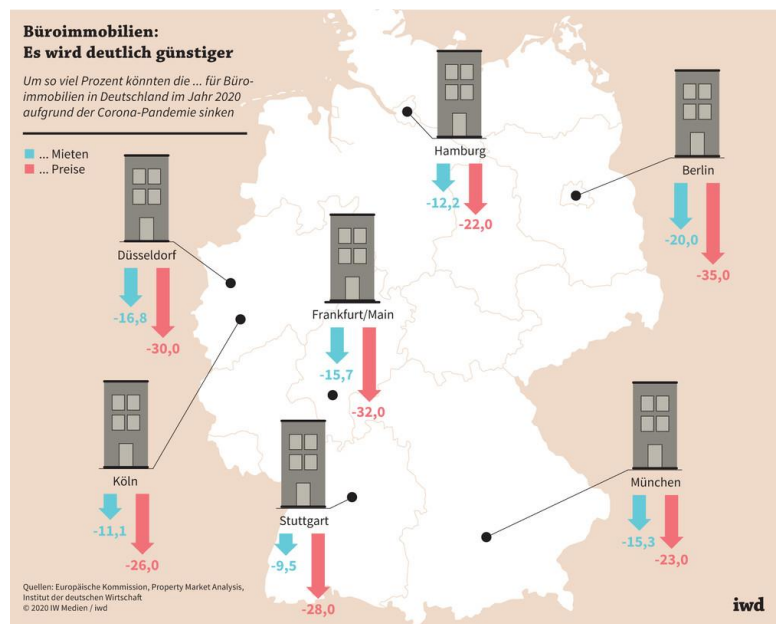 Büroimmobilien:
Es wird deutlich günstiger
Um so viel Prozent könnten die ... für Büro-
immobilien in Deutschland im Jahr 2020
aufgrund der Corona-Pandemie sinken
... Mieten
... Preise
Hamburg
-12,2
-22,0
Berlin
-20,0
-35,0
Düsseldorf
-16,8
-30,0
Frankfurt/Main
-15,7
-32,0
Köln
-11,1
-26,0
Stuttgart
-9,5
-28,0
München
-15,3
-23,0
Quellen: Europäische Kommission, Property Market Analysis,
Institut der deutschen Wirtschaft
© 2020 IW Medien / iwd
iwd